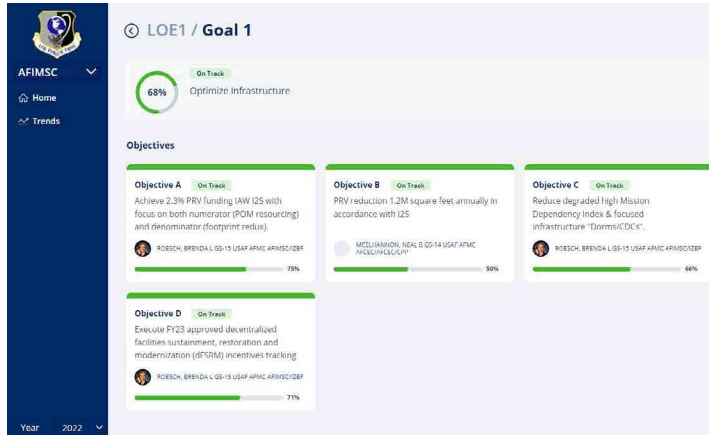 LOE1 / Goal 1
AFIMSC
Home
Trends
68%
On Track
Optimize Infrastructure
Objectives
Objective A On Track
Achieve 2.3% PRV funding IAW I2S with
focus on both numerator (POM resourcing)
and denominator (footprint redux).
ROESCH, BRENDA L GS-15 USAF AFMC AFIMSC/IZBF
75%
Objective B On Track
PRV reduction 1.2M square feet annually in
accordance with I2S
MCELHANNON, NEAL B GS-14 USAF AFMC
AFCEC/AFCEC/CPP
50%
Objective C On Track
Reduce degraded high Mission
Dependency Index & focused
infrastructure "Dorms/CDCs".
ROESCH, BRENDA L GS-15 USAF AFMC AFIMSC/IZBF
66%
Objective D On Track
Execute FY23 approved decentralized
facilities sustainment, restoration and
modernization (dFSRM) incentives tracking
ROESCH, BRENDA L GS-15 USAF AFMC AFIMSC/IZBF
71%
Year 2022